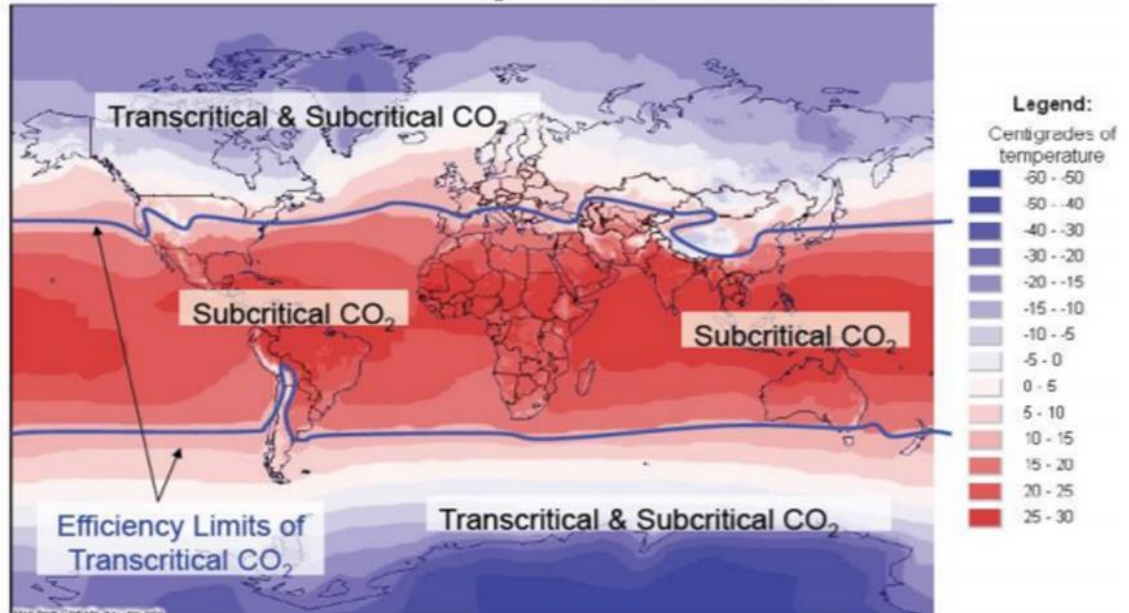 Transcritical & Subcritical CO₂
Subcritical CO₂
Subcritical CO₂
Efficiency Limits of
Transcritical CO₂
Transcritical & Subcritical CO₂
Legend:
Centigrades of
temperature
-60 - -50
-50 - -40
-40 - -30
-30 - -20
-20 - -15
-15 - -10
-10 - -5
-5 - 0
0 - 5
5 - 10
10 - 15
15 - 20
20 - 25
25 - 30